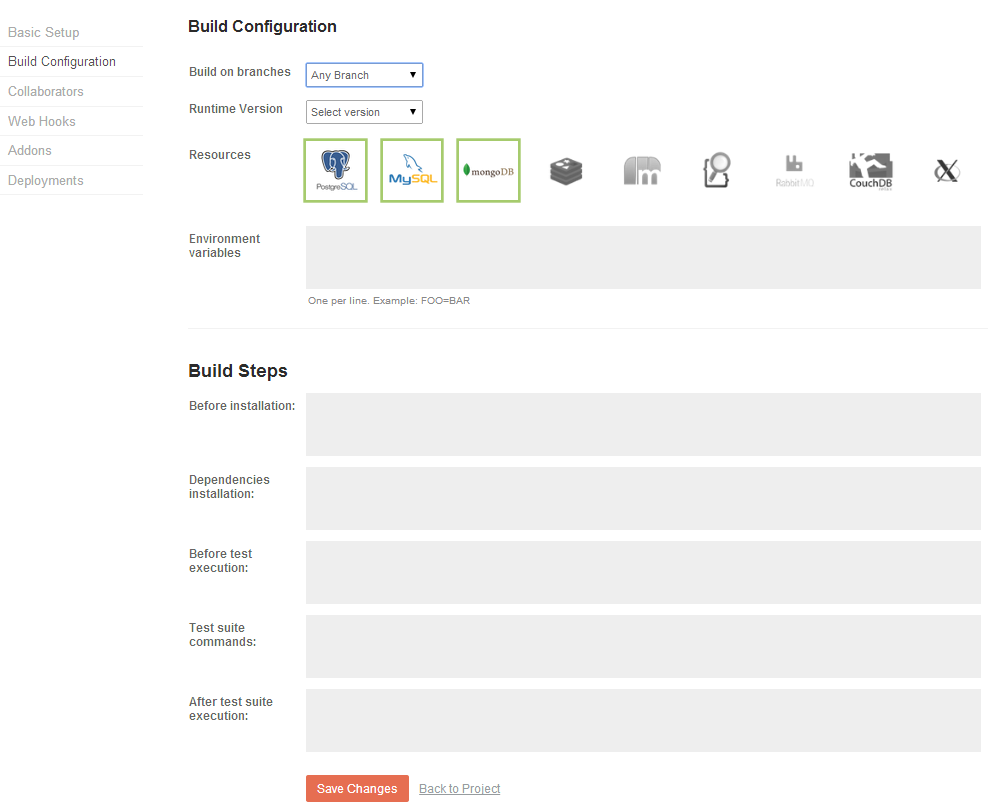 Basic Setup
Build Configuration
Collaborators
Web Hooks
Addons
Deployments
Build Configuration
Build on branches
Any Branch
Runtime Version
Select version
Resources
PostgreSQL
MySQL
mongoDB
RabbitMQ
CouchDB
Environment
variables
One per line. Example: FOO=BAR
Build Steps
Before installation:
Dependencies
installation:
Before test
execution:
Test suite
commands:
After test suite
execution:
Save Changes
Back to Project